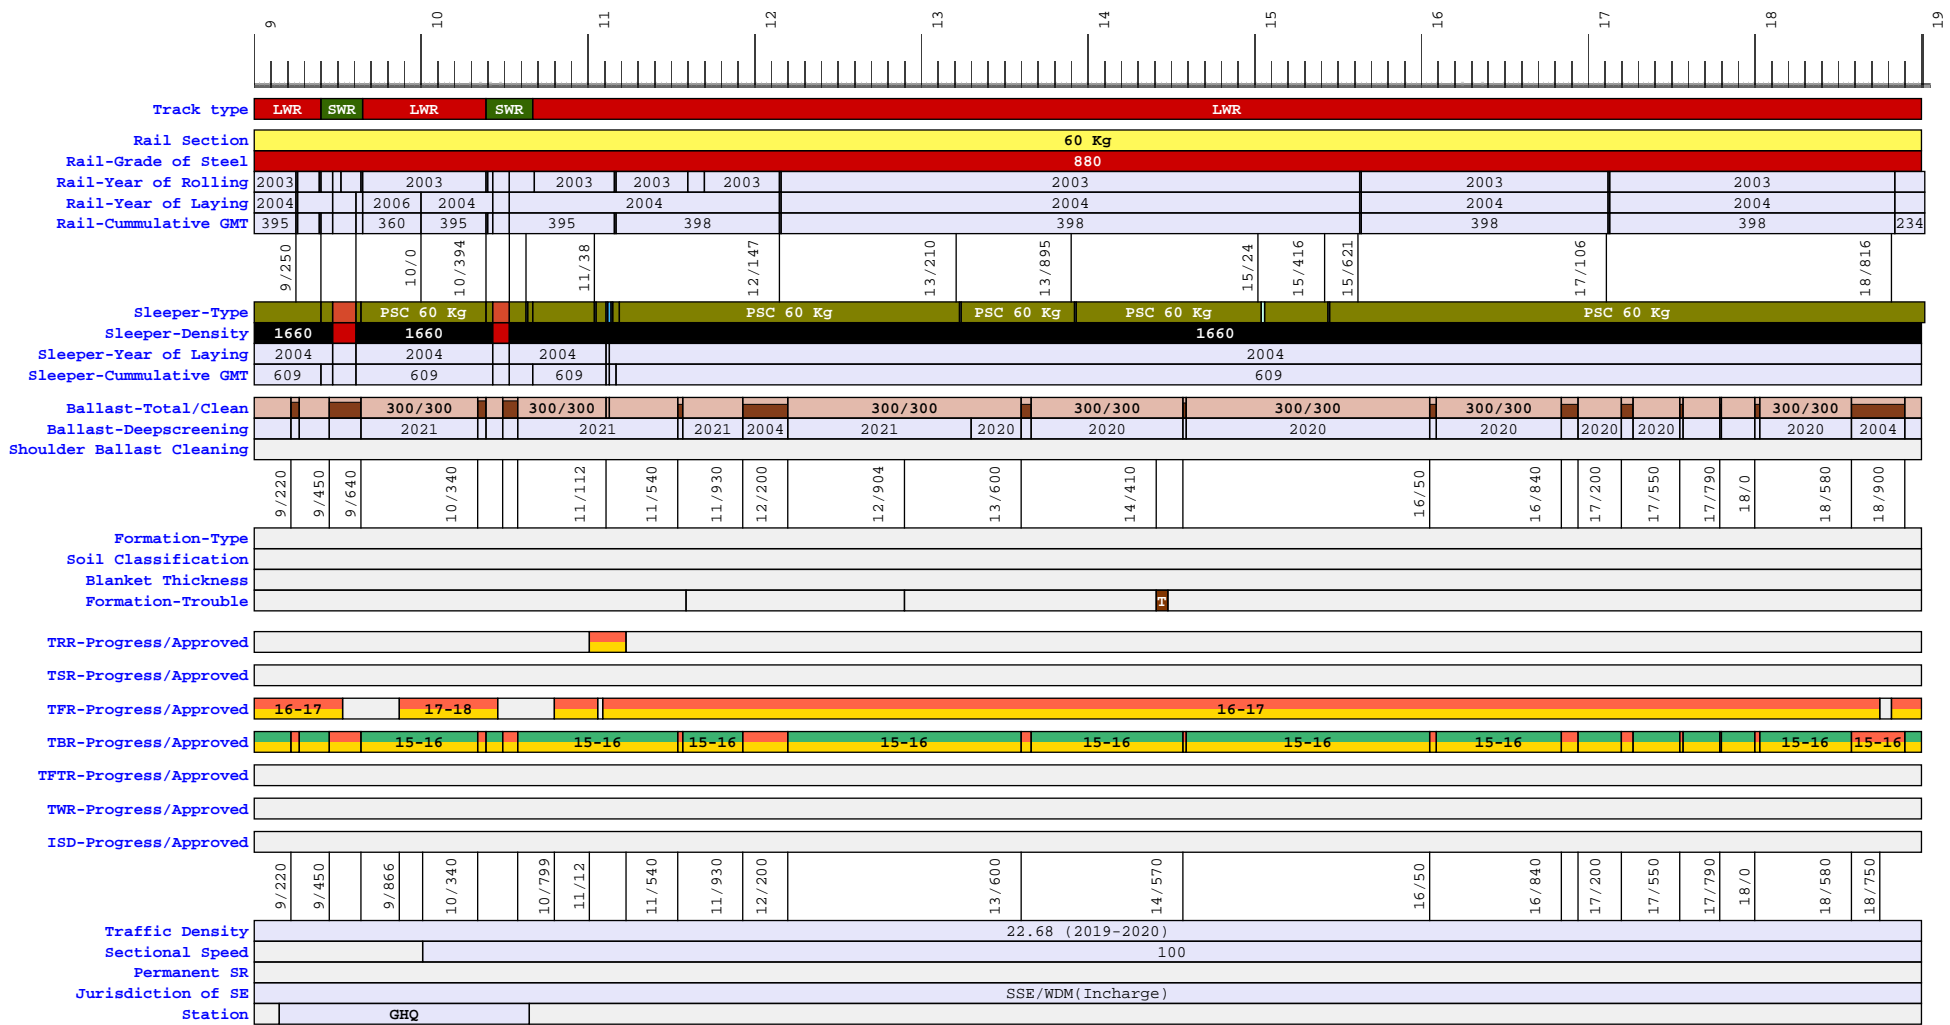 9 10 11 12 13 14 15 16 17 18 19
Track type LWR SWR LWR SWR LWR
Rail Section 60 Kg
Rail-Grade of Steel 880
Rail-Year of Rolling 2003 2003 2003 2003 2003 2003 2003 2003
Rail-Year of Laying 2004 2006 2004 2004 2004 2004 2004
Rail-Cummulative GMT 395 360 395 395 398 398 398 398 234
9/250 10/0 10/394 11/38 12/147 13/210 13/895 15/24 15/416 15/621 17/106 18/816
Sleeper-Type PSC 60 Kg PSC 60 Kg PSC 60 Kg PSC 60 Kg PSC 60 Kg
Sleeper-Density 1660 1660 1660
Sleeper-Year of Laying 2004 2004 2004 2004
Sleeper-Cummulative GMT 609 609 609 609
Ballast-Total/Clean 300/300 300/300 300/300 300/300 300/300 300/300 300/300
Ballast-Deepscreening 2021 2021 2021 2004 2021 2020 2020 2020 2020 2020 2020 2020 2004
Shoulder Ballast Cleaning
9/220 9/450 9/640 10/340 11/112 11/540 11/930 12/200 12/904 13/600 14/410 16/50 16/840 17/200 17/550 17/790 18/0 18/580 18/900
Formation-Type
Soil Classification
Blanket Thickness
Formation-Trouble T
TRR-Progress/Approved
TSR-Progress/Approved
TFR-Progress/Approved 16-17 17-18 16-17
TBR-Progress/Approved 15-16 15-16 15-16 15-16 15-16 15-16 15-16 15-16 15-16
TFTR-Progress/Approved
TWR-Progress/Approved
ISD-Progress/Approved
9/220 9/450 9/866 10/340 10/799 11/12 11/540 11/930 12/200 13/600 14/570 16/50 16/840 17/200 17/550 17/790 18/0 18/580 18/750
Traffic Density 22.68 (2019-2020)
Sectional Speed 100
Permanent SR
Jurisdiction of SE SSE/WDM(Incharge)
Station GHQ